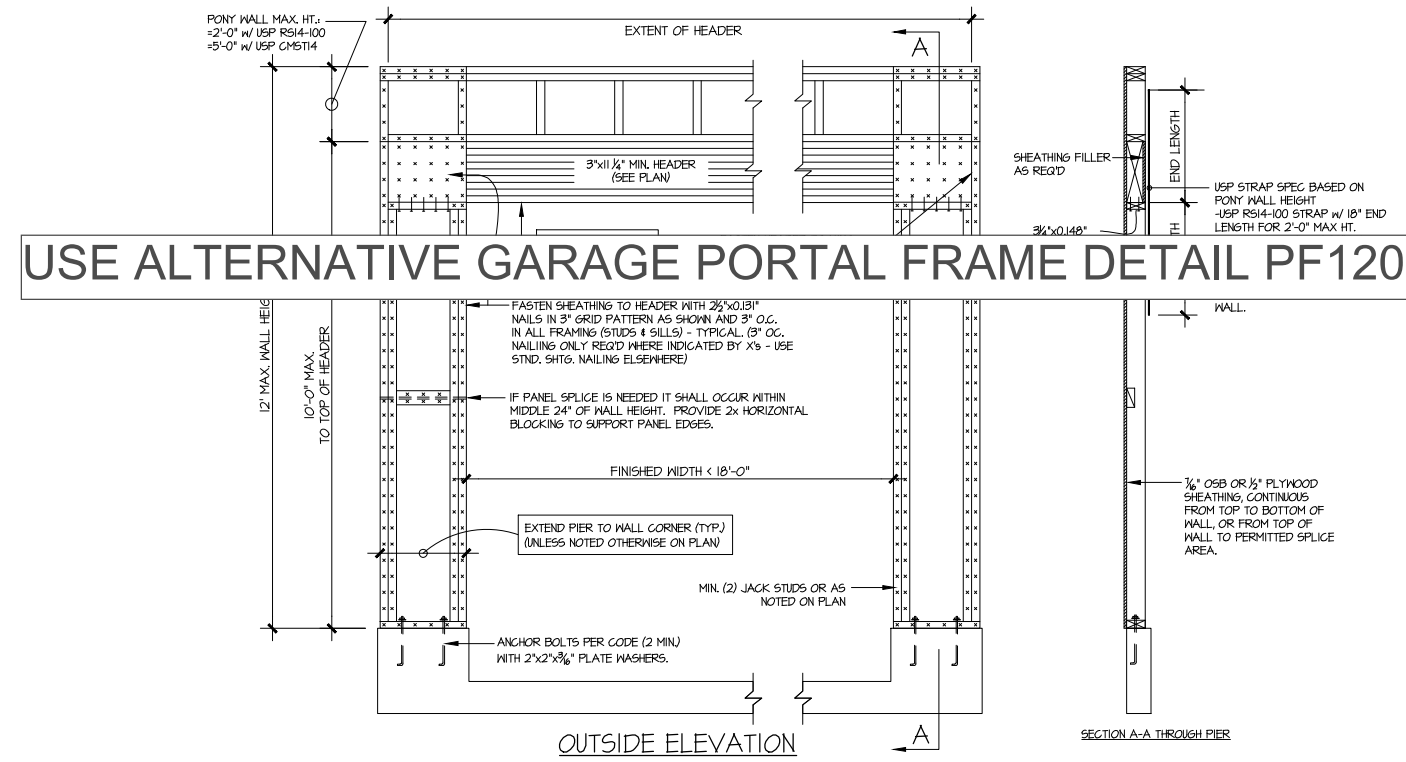 PONY WALL MAX. HT.:
=2'-0" W/ USP RS14-100
=5'-0" W/ USP CMST14
EXTENT OF HEADER
A
3"x11 1/4" MIN. HEADER
(SEE PLAN)
SHEATHING FILLER
AS REQ'D
END LENGTH
USP STRAP SPEC BASED ON
PONY WALL HEIGHT
-USP RS14-100 STRAP W/ 18" END
LENGTH FOR 2'-0" MAX HT.
3 1/4"x0.148"
TH
USE ALTERNATIVE GARAGE PORTAL FRAME DETAIL PF120
WALL.
12' MAX. WALL HEIG
10'-0" MAX.
TO TOP OF HEADER
FASTEN SHEATHING TO HEADER WITH 2 1/2"x0.131"
NAILS IN 3" GRID PATTERN AS SHOWN AND 3" O.C.
IN ALL FRAMING (STUDS & SILLS) - TYPICAL. (3" OC.
NAILIING ONLY REQ'D WHERE INDICATED BY X's - USE
STND. SHTG. NAILING ELSEWHERE)
IF PANEL SPLICE IS NEEDED IT SHALL OCCUR WITHIN
MIDDLE 24" OF WALL HEIGHT. PROVIDE 2x HORIZONTAL
BLOCKING TO SUPPORT PANEL EDGES.
FINISHED WIDTH < 18'-0"
7/16" OSB OR 1/2" PLYWOOD
SHEATHING, CONTINUOUS
FROM TOP TO BOTTOM OF
WALL, OR FROM TOP OF
WALL TO PERMITTED SPLICE
AREA.
EXTEND PIER TO WALL CORNER (TYP.)
(UNLESS NOTED OTHERWISE ON PLAN)
MIN. (2) JACK STUDS OR AS
NOTED ON PLAN
ANCHOR BOLTS PER CODE (2 MIN.)
WITH 2"x2"x3/16" PLATE WASHERS.
A
OUTSIDE ELEVATION
SECTION A-A THROUGH PIER